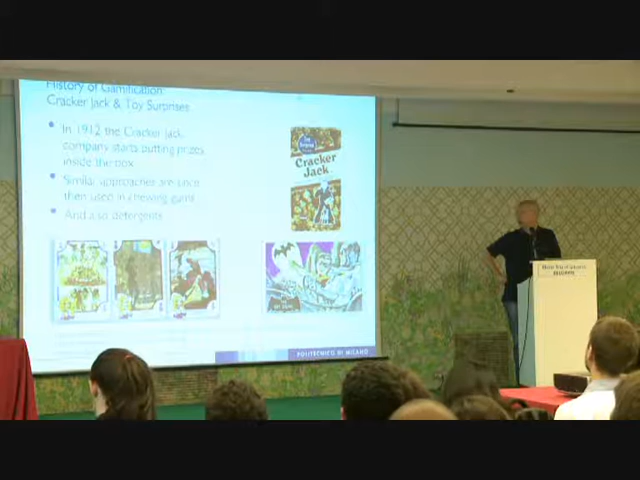 History of Gamification:
Cracker Jack & Toy Surprises
In 1912 the Cracker Jack
company starts putting prizes
inside the box
Similar approaches are since
then used in chewing gums
And also detergents
Cracker
Jack
POLITECNICO DI MILANO